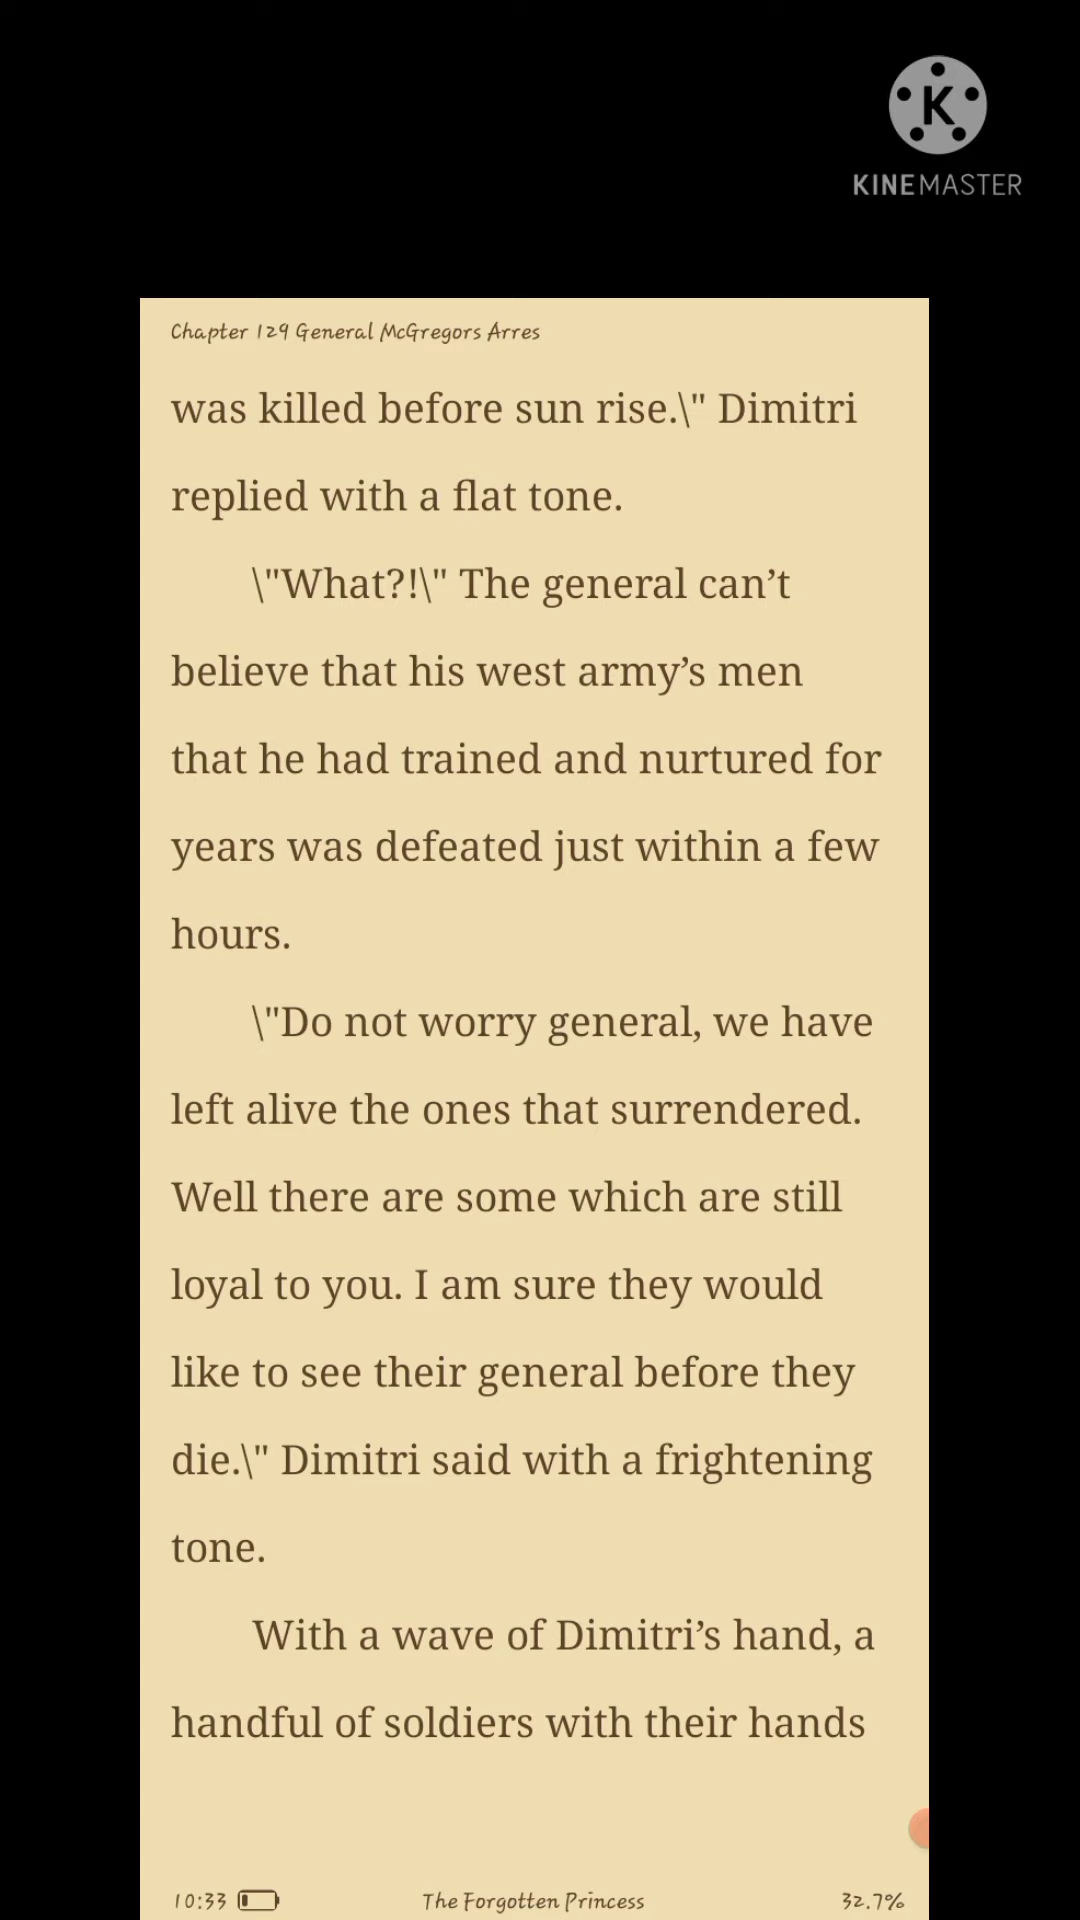 K
KINEMASTER
Chapter 129 General McGregors Arres
was killed before sun rise.\" Dimitri
replied with a flat tone.
\"What?!\" The general can’t
believe that his west army’s men
that he had trained and nurtured for
years was defeated just within a few
hours.
\"Do not worry general, we have
left alive the ones that surrendered.
Well there are some which are still
loyal to you. I am sure they would
like to see their general before they
die.\" Dimitri said with a frightening
tone.
With a wave of Dimitri’s hand, a
handful of soldiers with their hands
10:33 The Forgotten Princess 32.7%